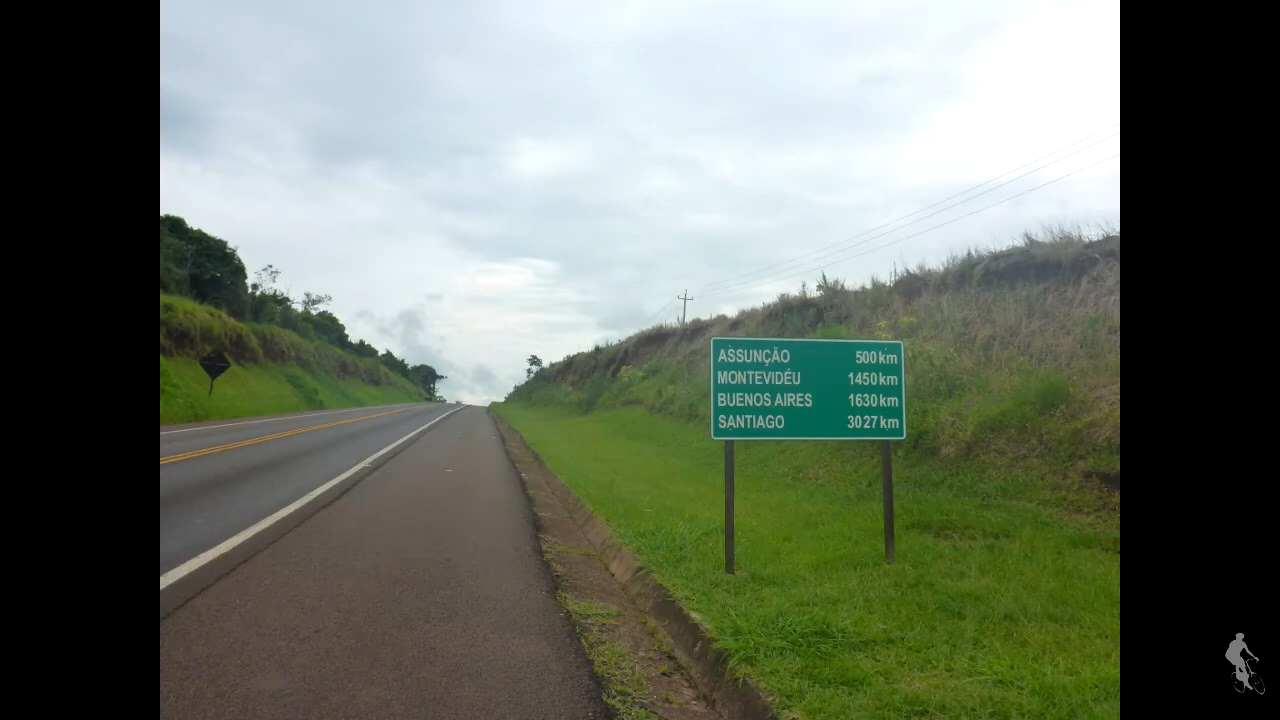 ASSUNÇÃO 500 km
MONTEVIDÉU 1450 km
BUENOS AIRES 1630 km
SANTIAGO 3027 km